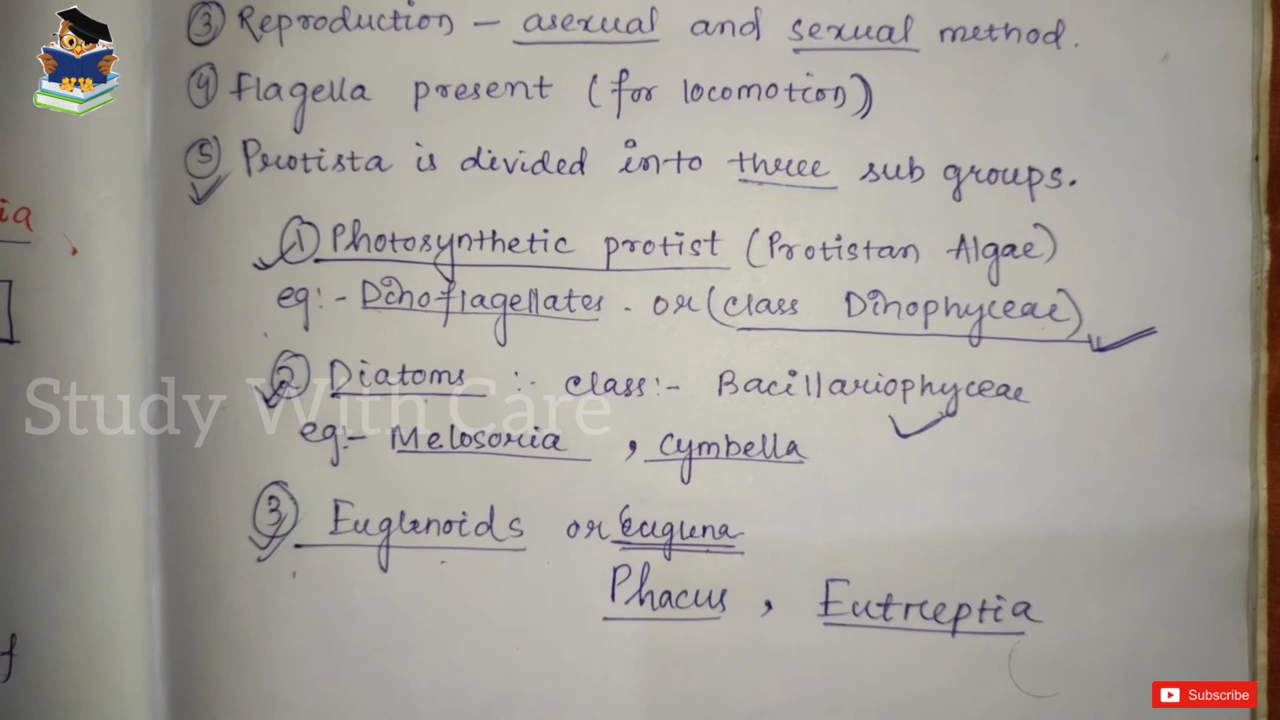 ③ Reproduction - asexual and sexual method.
④ Flagella present (for locomotion)
⑤ Protista is divided into three sub groups.
ia
① Photosynthetic protist (Protistan Algae)
eg:- Dinoflagellates. or (class Dinophyceae)
② Diatoms :- class:- Bacillariophyceae
Study With Care
eg:- Melosoria, Cymbella
③ Euglenoids or Euglena
Phacus, Eutreptia
f
Subscribe